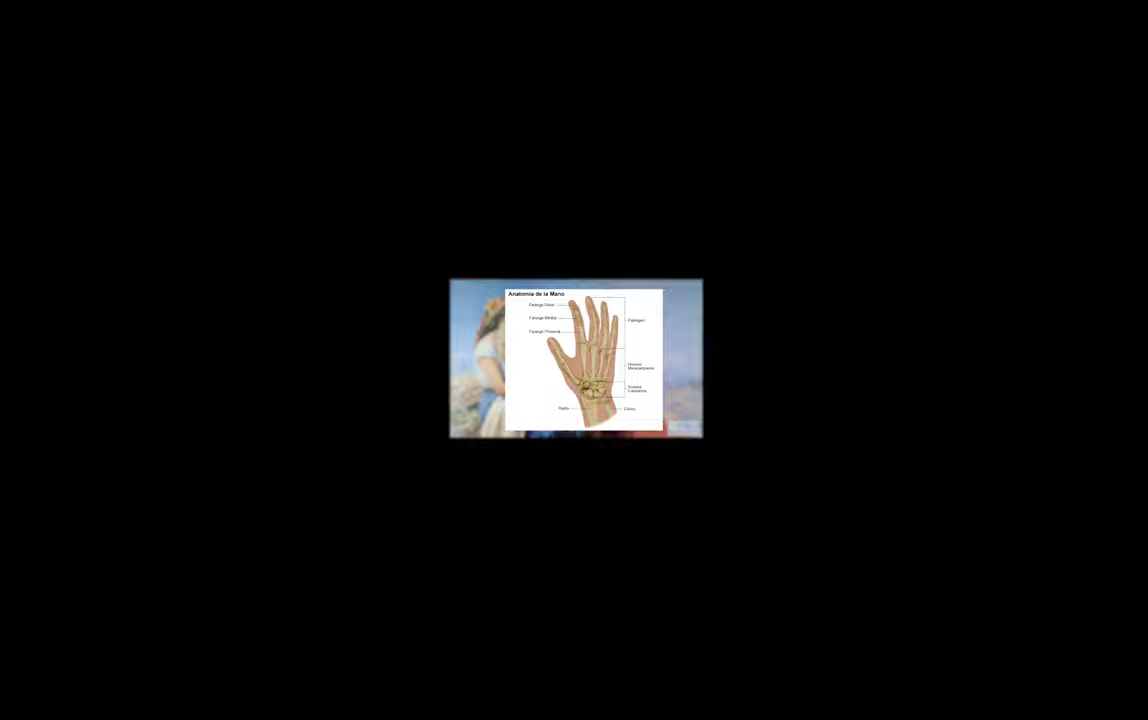 Anatomía de la Mano
Falange Distal
Falange Medial
Falange Proximal
Falanges
Huesos
Metacarpianos
Huesos
Carpianos
Radio
Cúbito